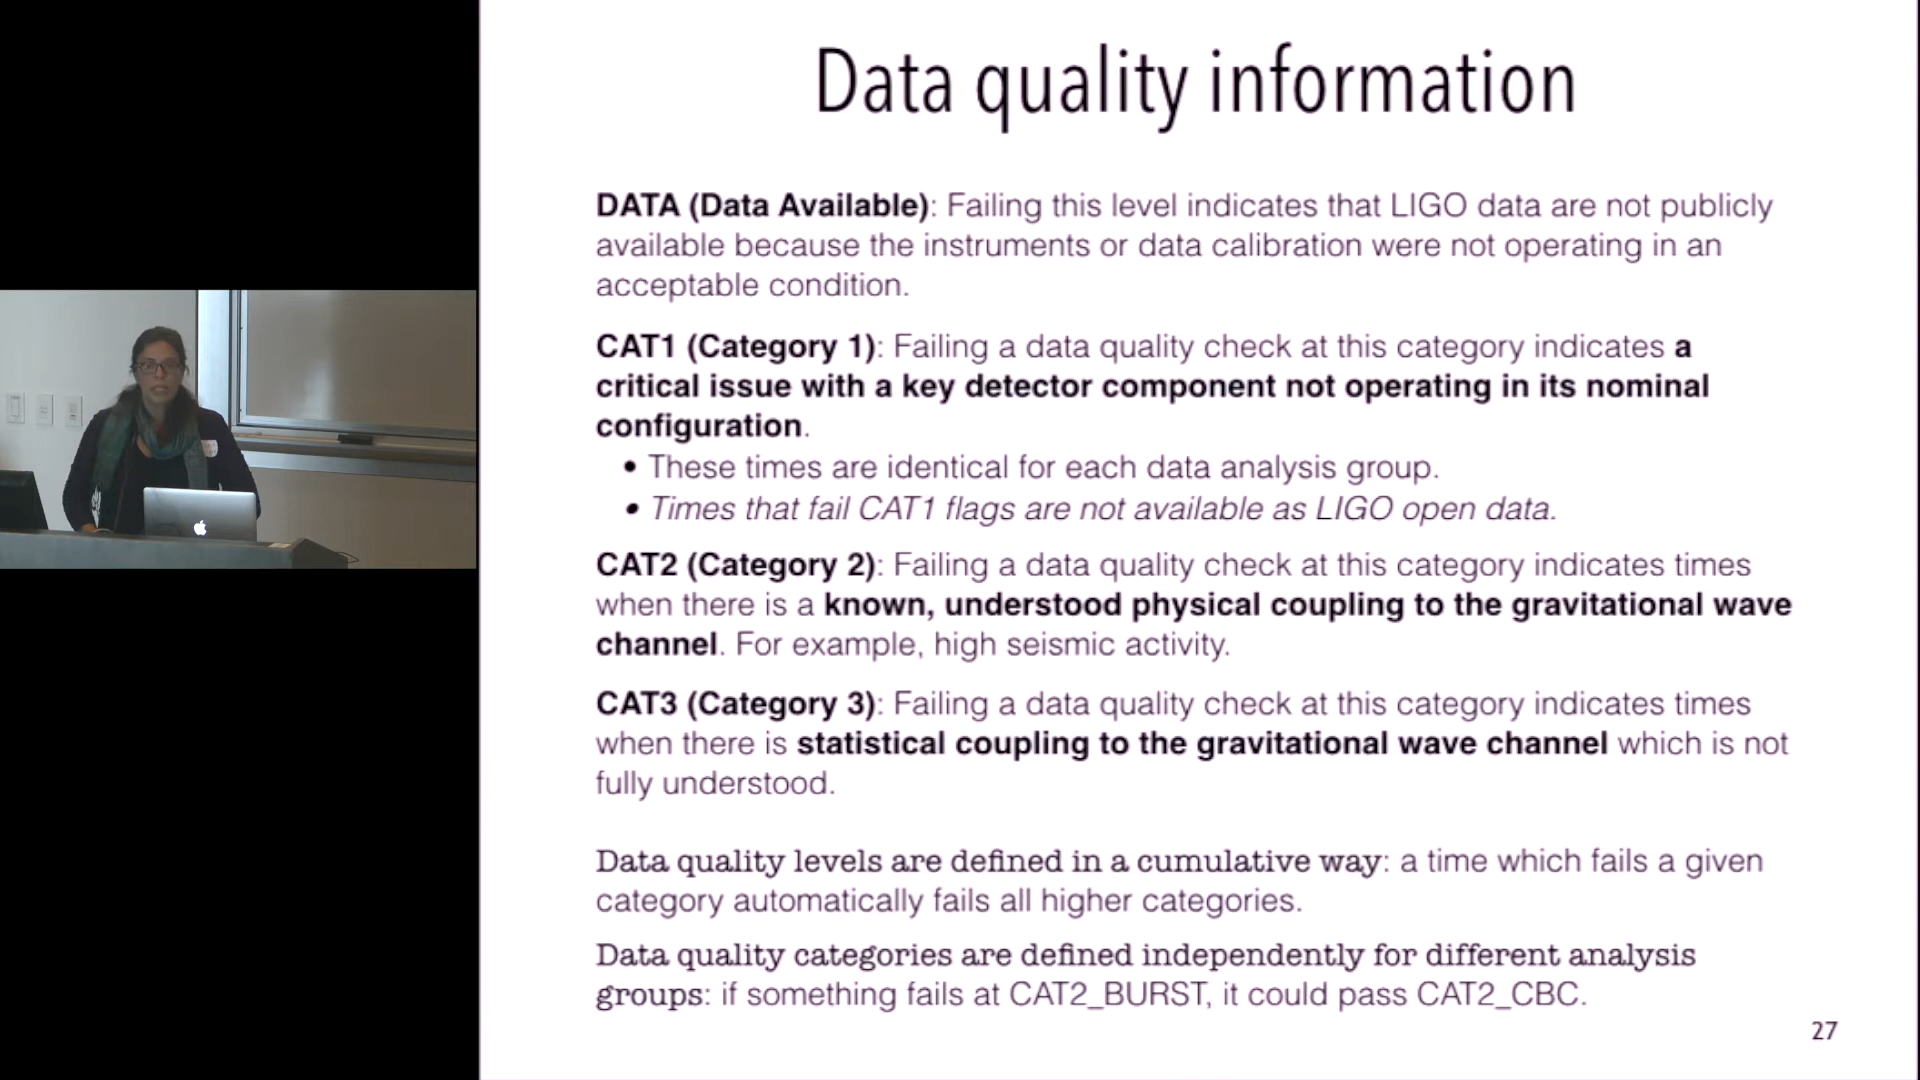 Data quality information
DATA (Data Available): Failing this level indicates that LIGO data are not publicly
available because the instruments or data calibration were not operating in an
acceptable condition.
CAT1 (Category 1): Failing a data quality check at this category indicates a
critical issue with a key detector component not operating in its nominal
configuration.
• These times are identical for each data analysis group.
• Times that fail CAT1 flags are not available as LIGO open data.
CAT2 (Category 2): Failing a data quality check at this category indicates times
when there is a known, understood physical coupling to the gravitational wave
channel. For example, high seismic activity.
CAT3 (Category 3): Failing a data quality check at this category indicates times
when there is statistical coupling to the gravitational wave channel which is not
fully understood.
Data quality levels are defined in a cumulative way: a time which fails a given
category automatically fails all higher categories.
Data quality categories are defined independently for different analysis
groups: if something fails at CAT2_BURST, it could pass CAT2_CBC.
27